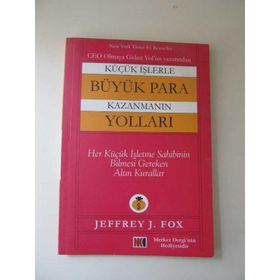 New York Times #1 Bestseller
CEO Olmaya Giden Yol'un yazarından
KÜÇÜK İŞLERLE
BÜYÜK PARA
KAZANMANIN
YOLLARI
Her Küçük İşletme Sahibinin
Bilmesi Gereken
Altın Kurallar
$
JEFFREY J. FOX
Merkez Dergi'nin
Hediyesidir